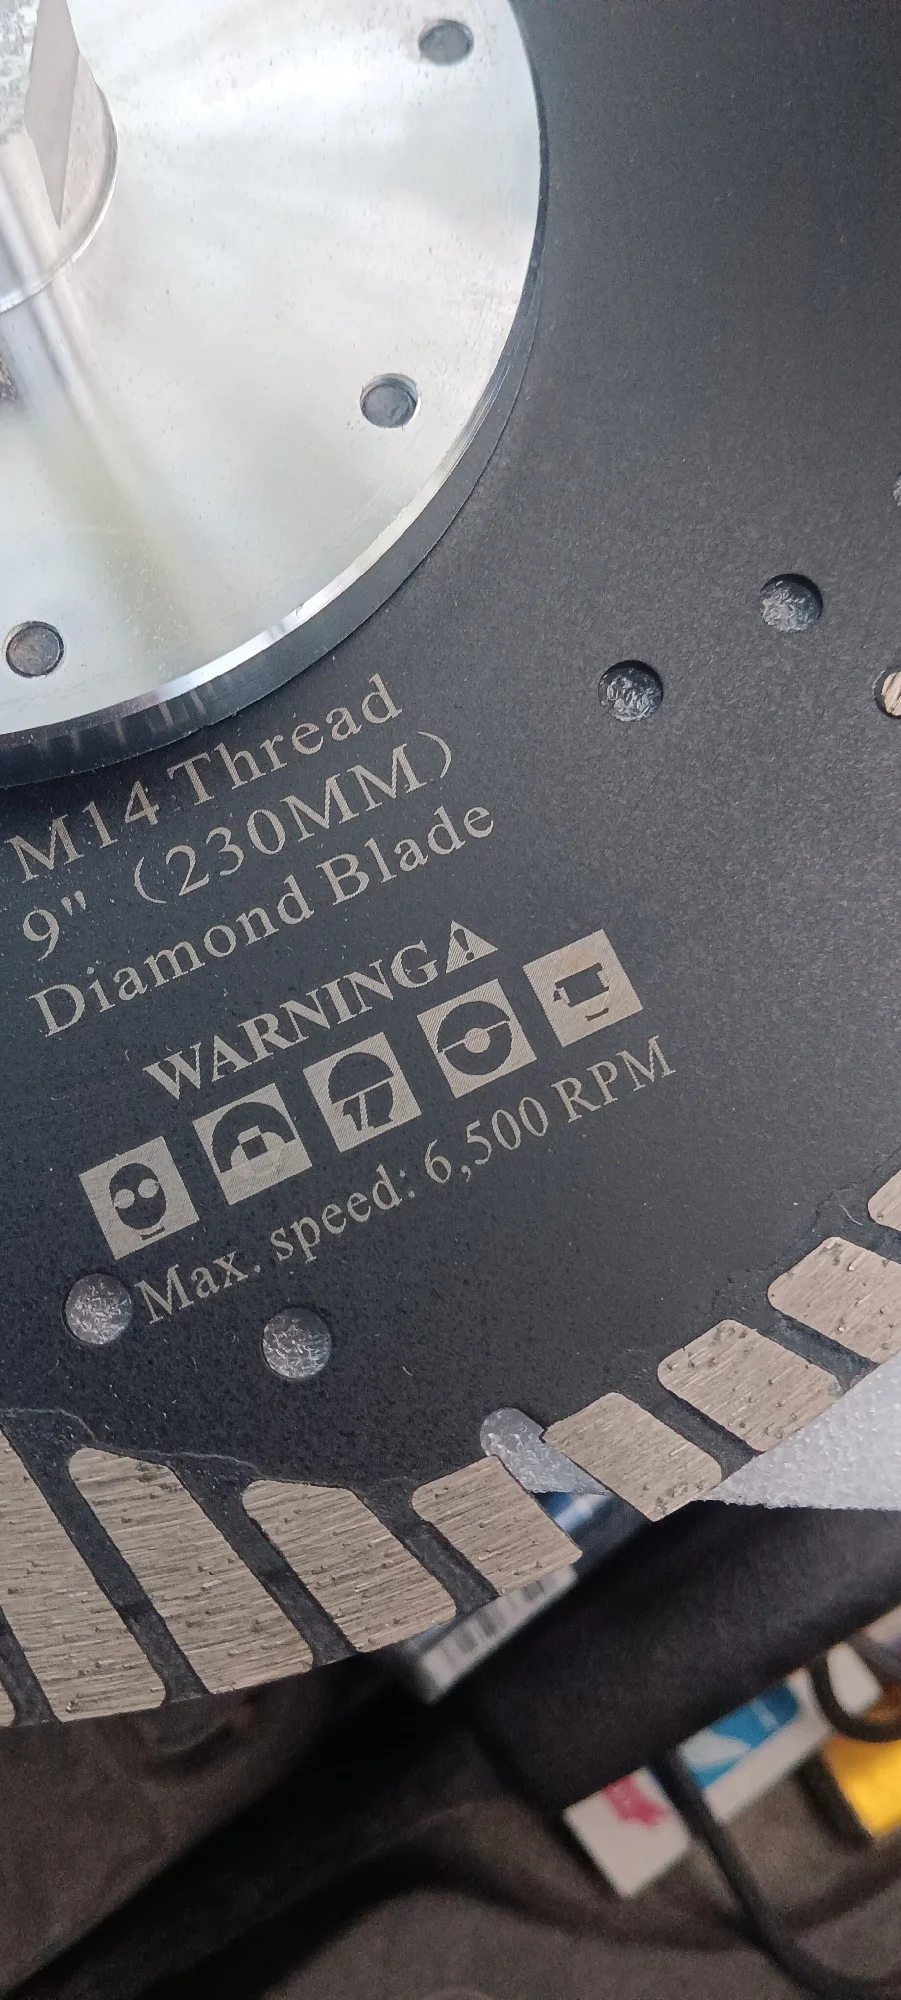 M14 Thread
9" (230MM)
Diamond Blade
WARNING
Max. speed: 6,500 RPM